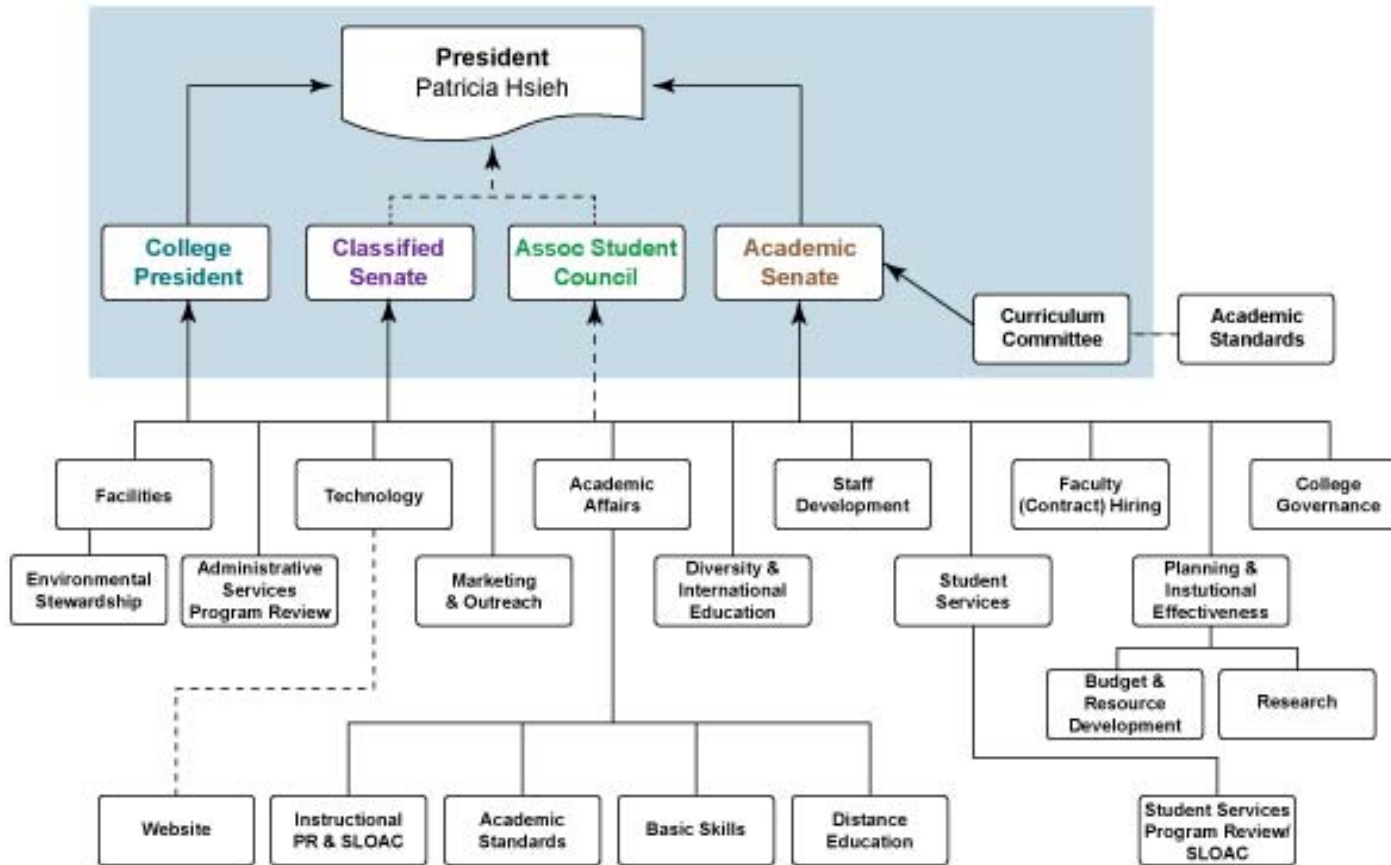 President
Patricia Hsieh
College
President
Classified
Senate
Assoc Student
Council
Academic
Senate
Curriculum
Committee
Academic
Standards
Facilities
Technology
Academic
Affairs
Staff
Development
Faculty
(Contract) Hiring
College
Governance
Environmental
Stewardship
Administrative
Services
Program Review
Marketing
& Outreach
Diversity &
International
Education
Student
Services
Planning &
Instutional
Effectiveness
Budget &
Resource
Development
Research
Website
Instructional
PR & SLOAC
Academic
Standards
Basic Skills
Distance
Education
Student Services
Program Review/
SLOAC